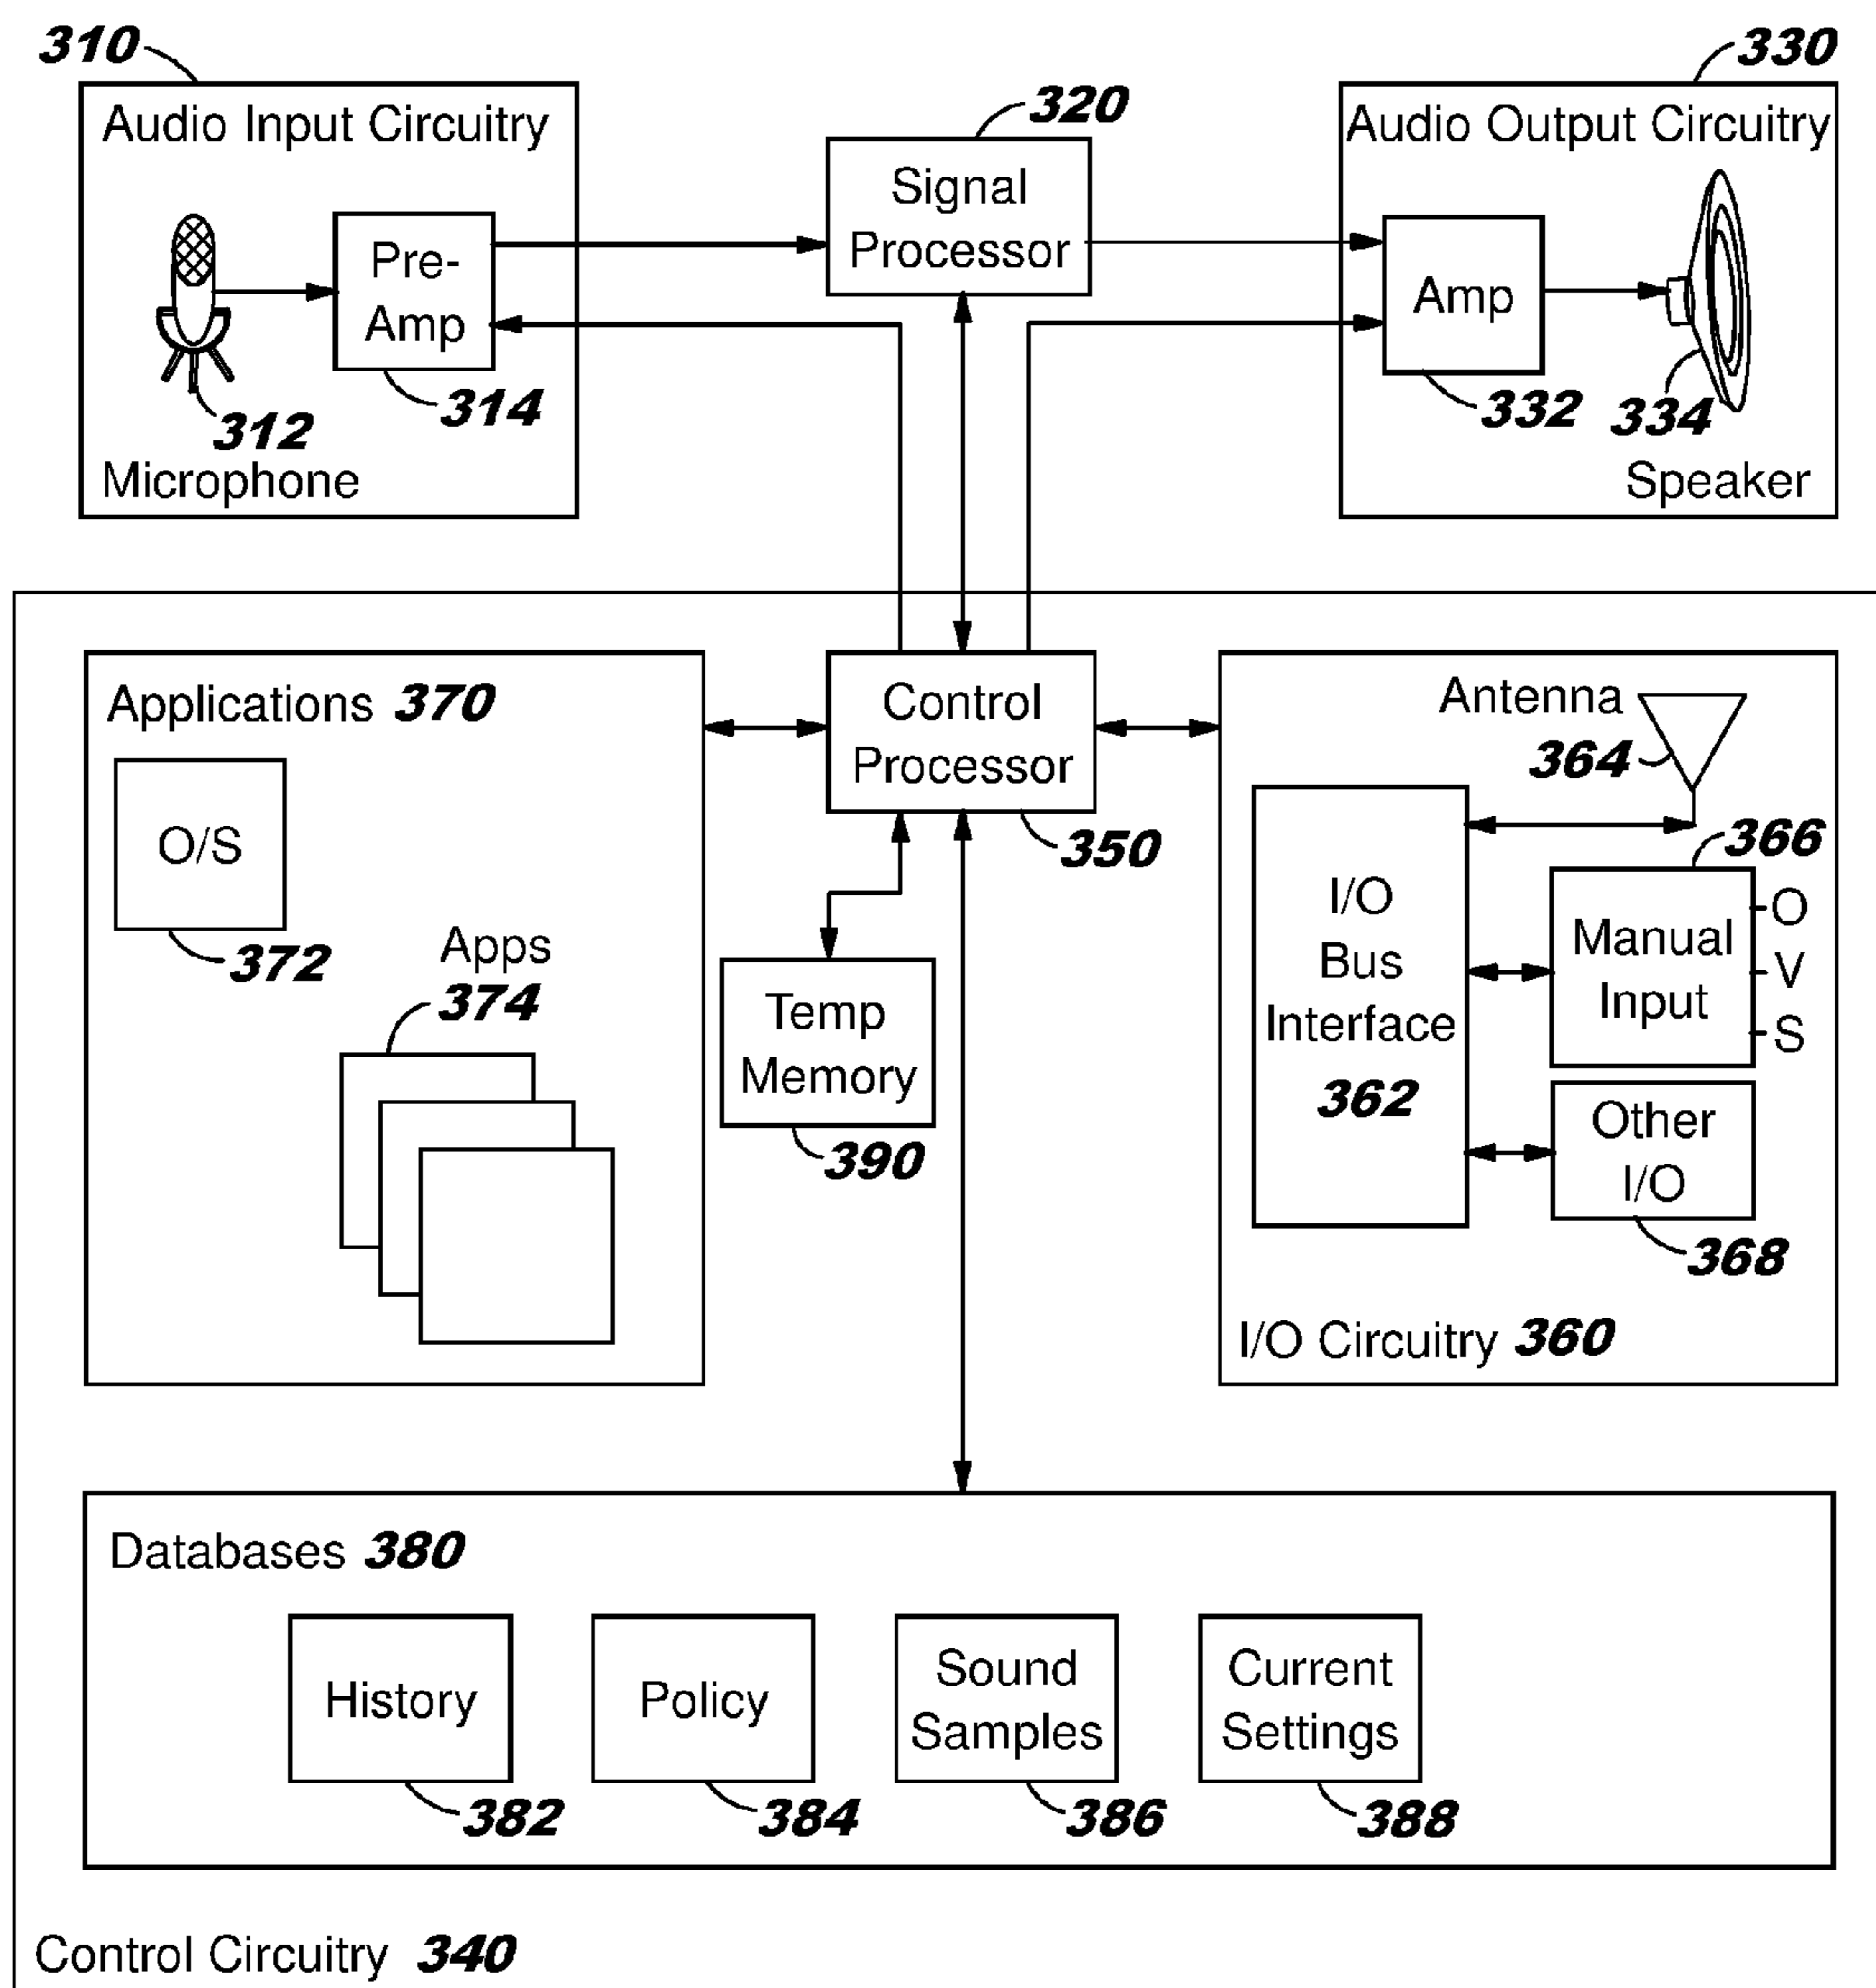 310
330
320
Audio Input Circuitry
Signal
Processor
Audio Output Circuitry
Pre-
Amp
Amp
312
314
332
334
Microphone
Speaker
Applications 370
Control
Processor
Antenna
364
350
366
O/S
372
Apps
374
Temp
Memory
390
I/O
Bus
Interface
362
Manual
Input
O
V
S
Other
I/O
368
I/O Circuitry 360
Databases 380
History
Policy
Sound
Samples
Current
Settings
382
384
386
388
Control Circuitry 340